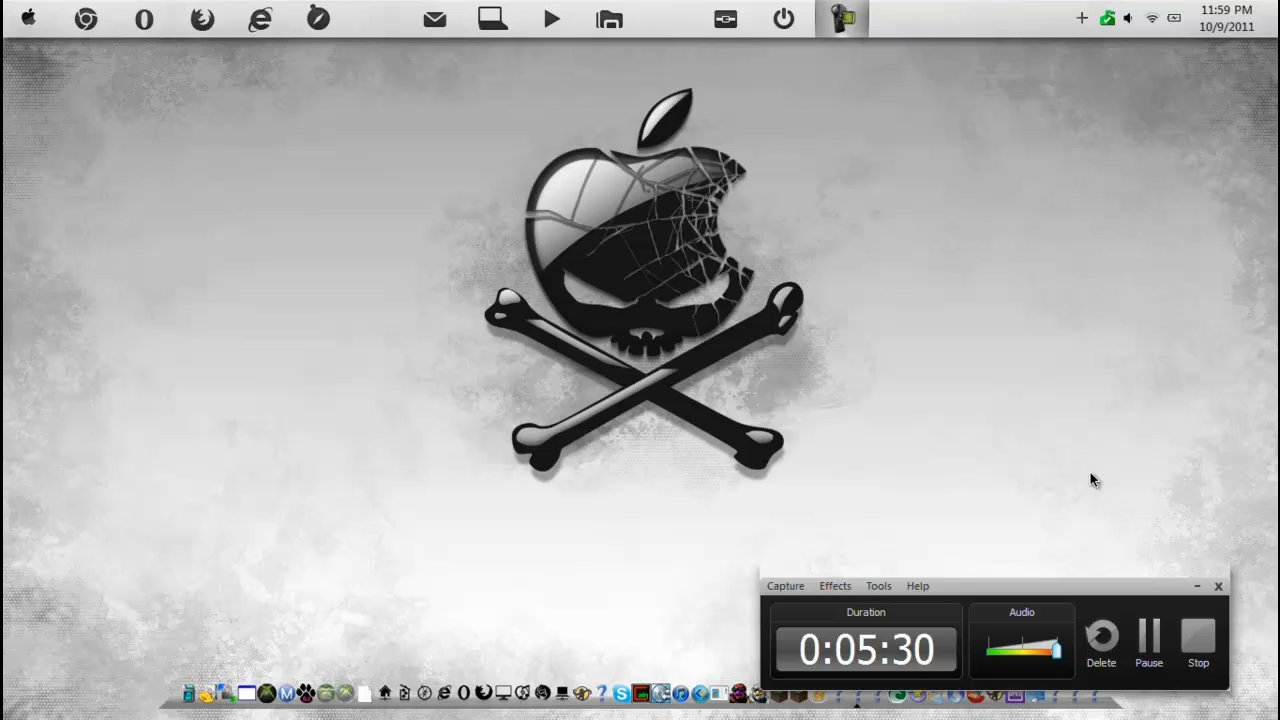 11:59 PM
10/9/2011
Capture Effects Tools Help
Duration
Audio
0:05:30
Delete Pause Stop